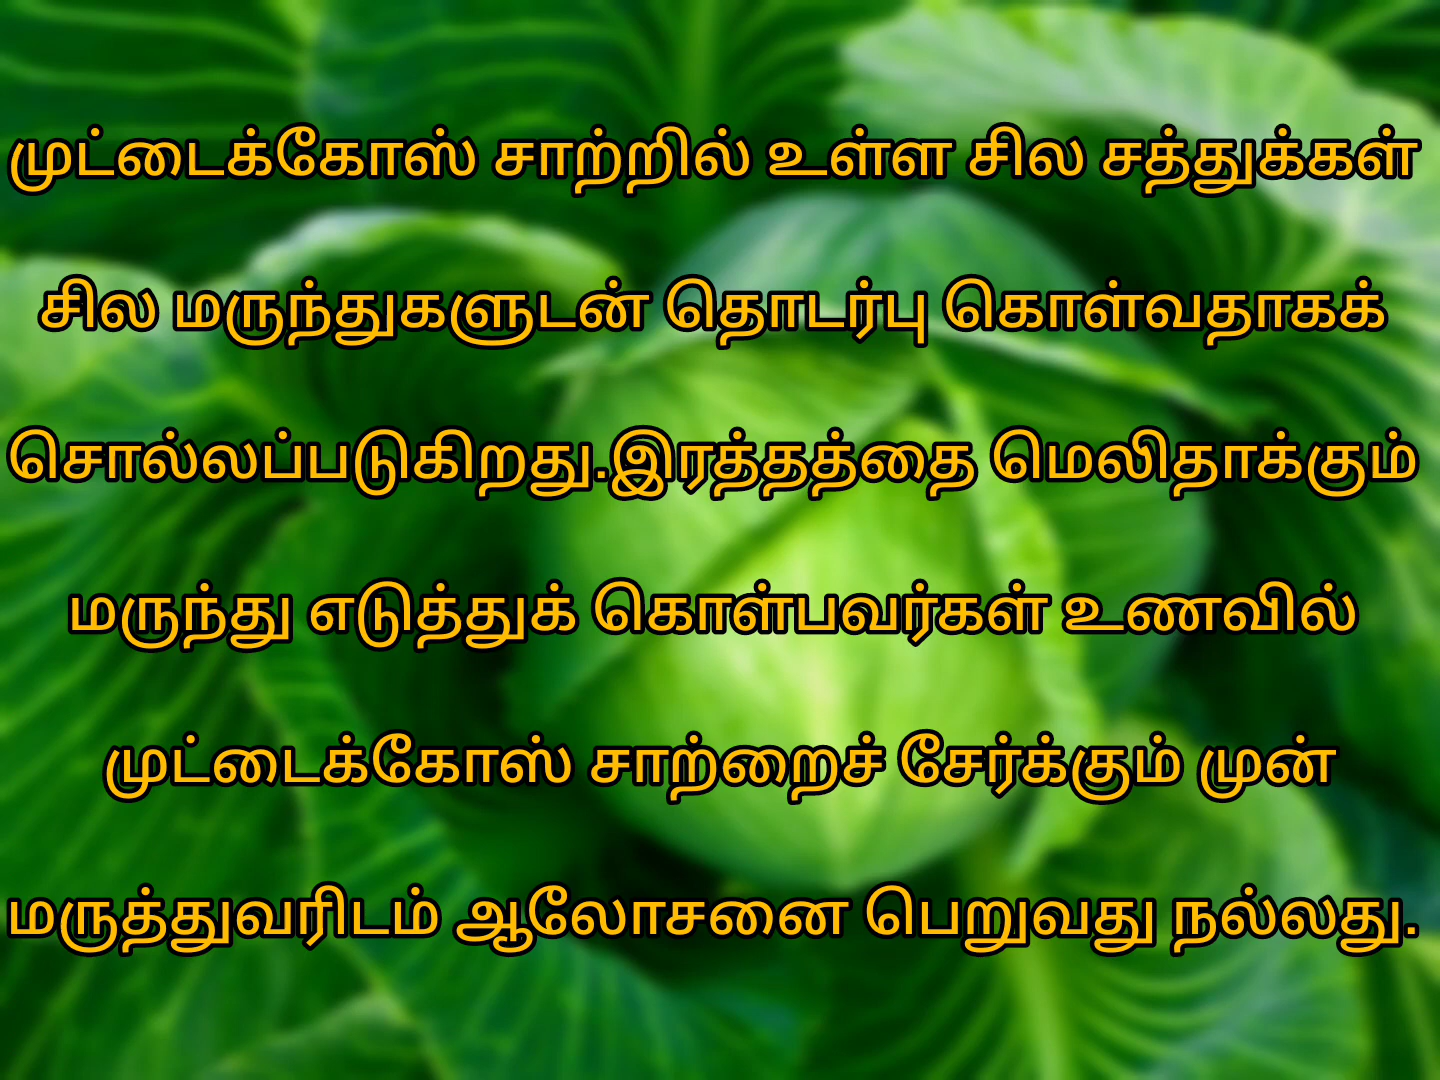 முட்டைக்கோஸ் சாற்றில் உள்ள சில சத்துக்கள்
சில மருந்துகளுடன் தொடர்பு கொள்வதாகக்
சொல்லப்படுகிறது.இரத்தத்தை மெலிதாக்கும்
மருந்து எடுத்துக் கொள்பவர்கள் உணவில்
முட்டைக்கோஸ் சாற்றைச் சேர்க்கும் முன்
மருத்துவரிடம் ஆலோசனை பெறுவது நல்லது.